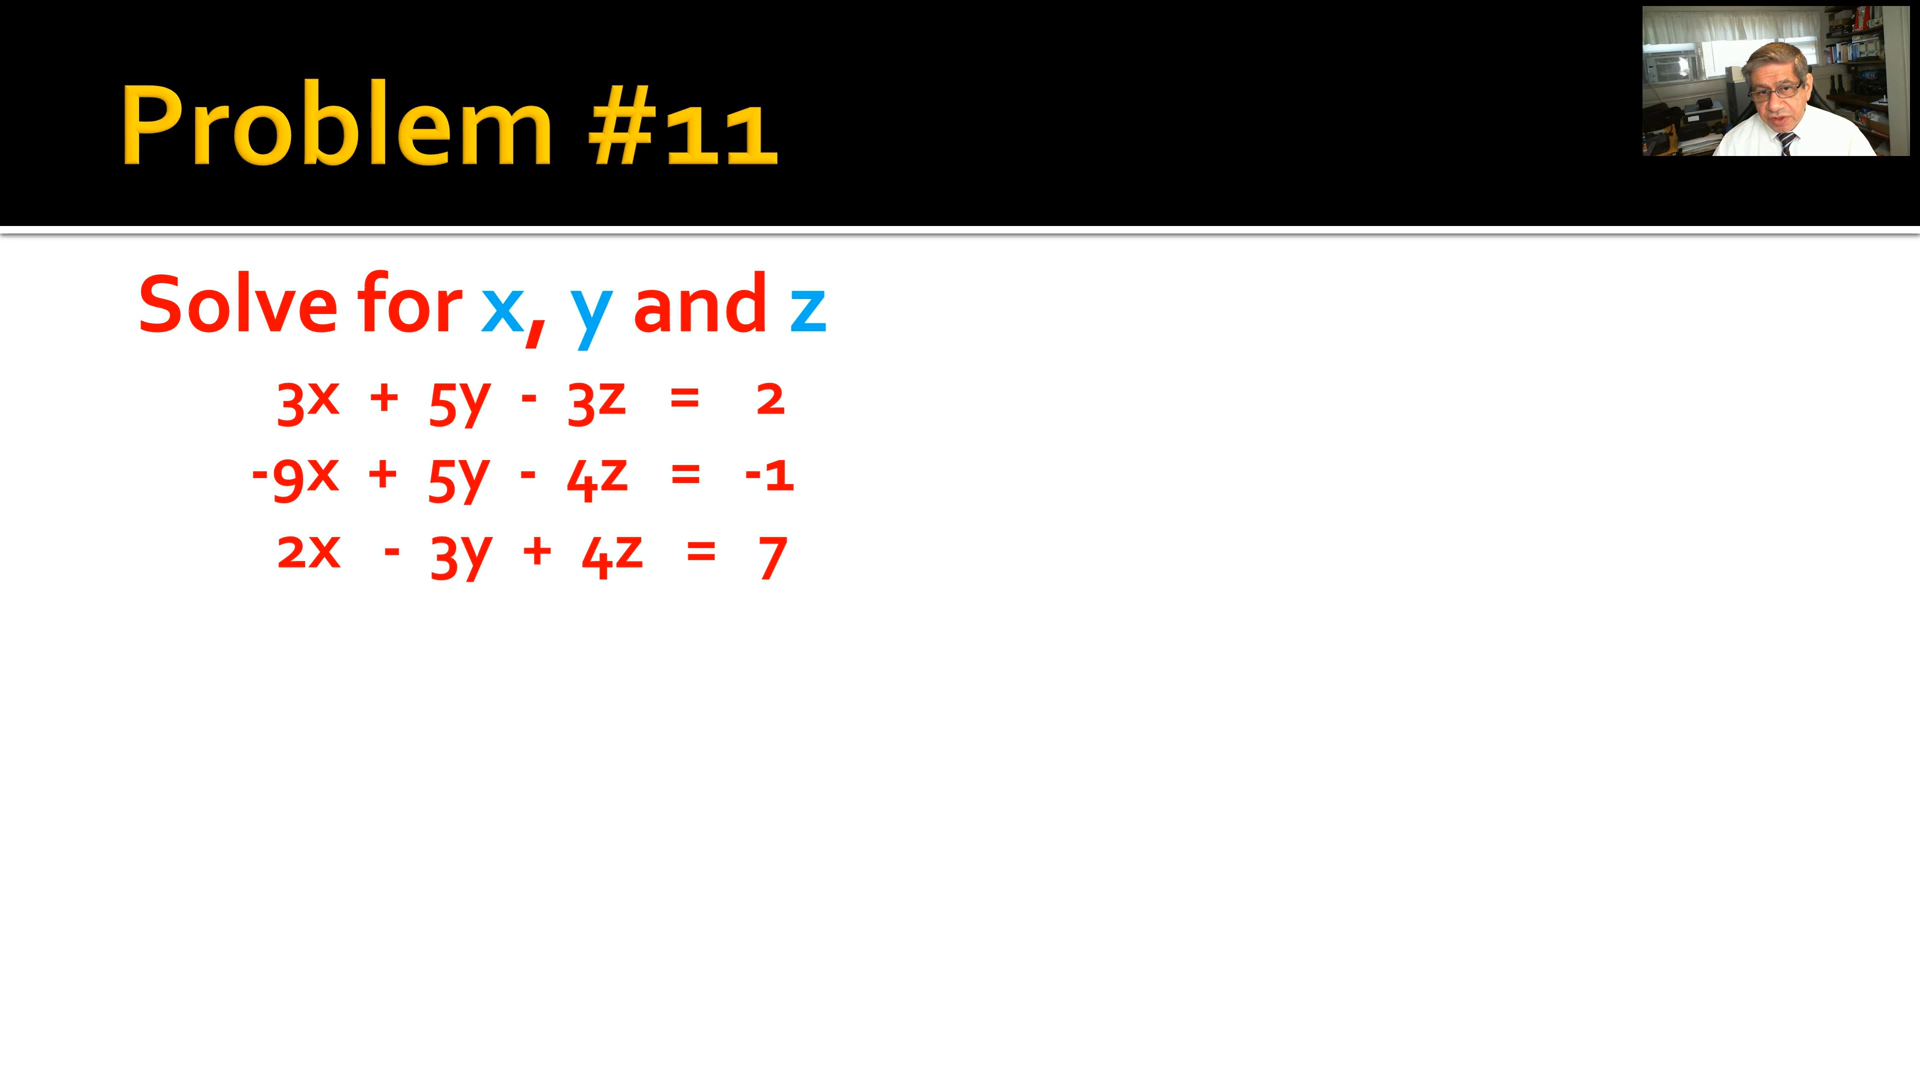 Problem #11
Solve for x, y and z
3x + 5y - 3z = 2
-9x + 5y - 4z = -1
2x - 3y + 4z = 7